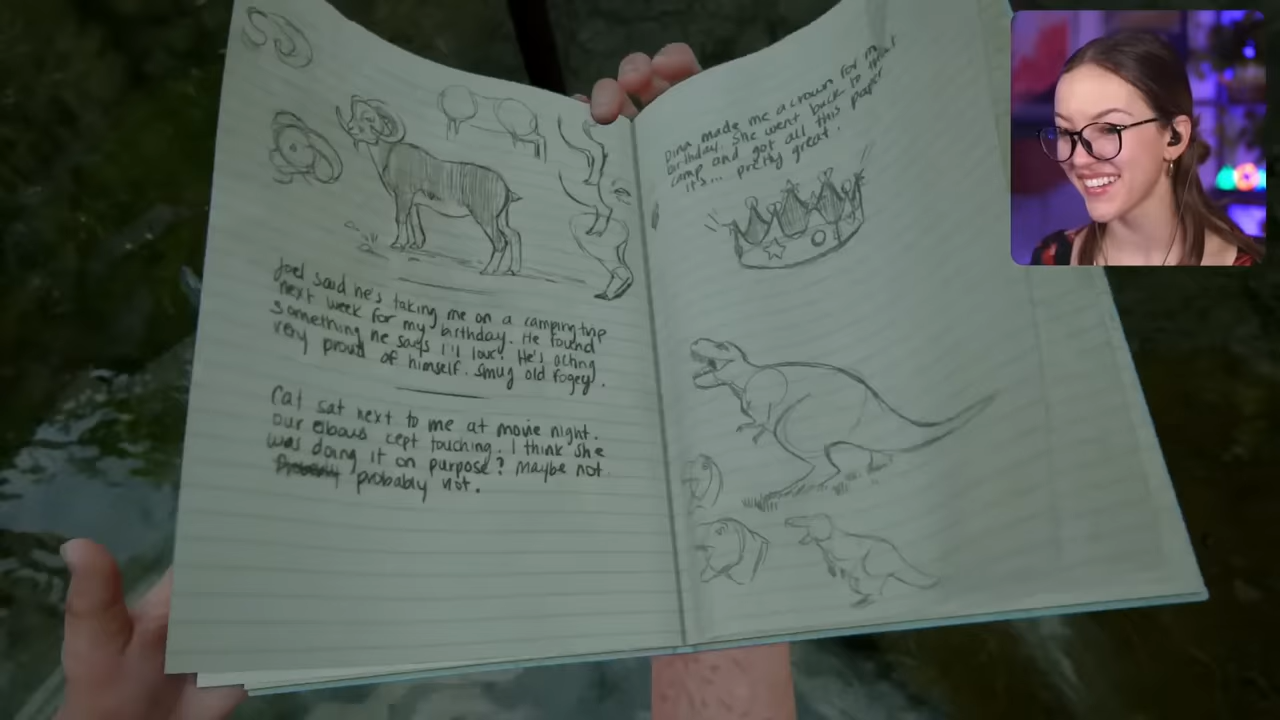 Joel said he's taking me on a camping trip
next week for my birthday. He found
something he says I'll love. He's acting
very proud of himself. Smug old fogey.
Cat sat next to me at movie night.
our elbows kept touching. I think she
was doing it on purpose? Maybe not.
probably not.
Dina made me a crown for m
birthday. She went back to that
camp and got all this paper
it's... pretty great.